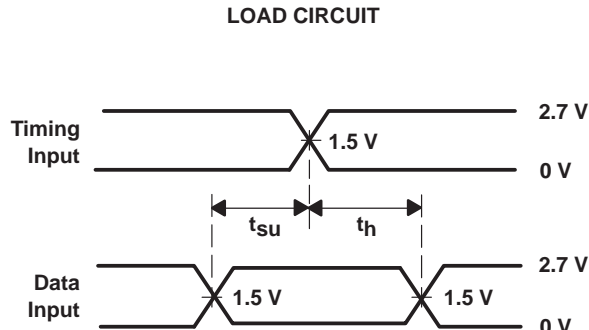 LOAD CIRCUIT
2.7 V
Timing
Input
1.5 V
0 V
tsu
th
2.7 V
Data
Input
1.5 V
1.5 V
0 V